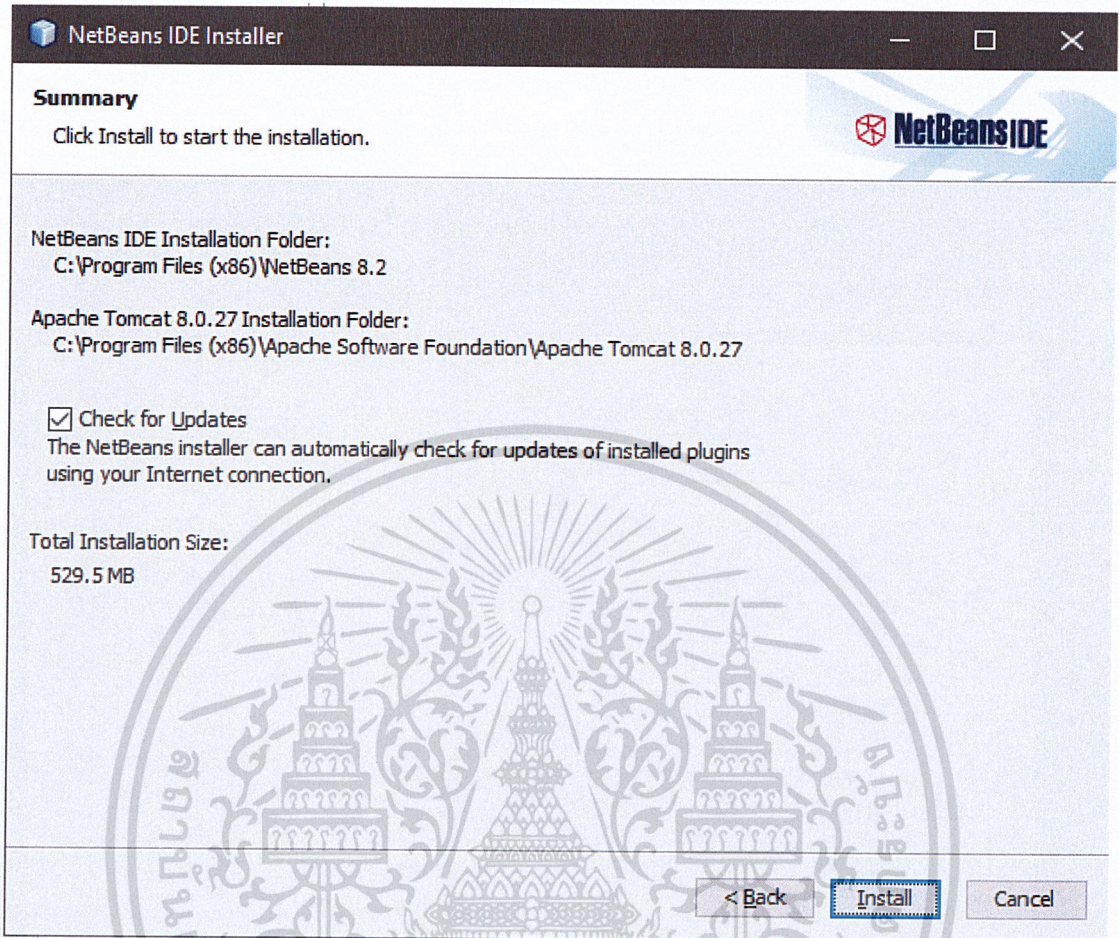 NetBeans IDE Installer
Summary
Click Install to start the installation.
NetBeans IDE
NetBeans IDE Installation Folder:
C:\Program Files (x86)\NetBeans 8.2
Apache Tomcat 8.0.27 Installation Folder:
C:\Program Files (x86)\Apache Software Foundation\Apache Tomcat 8.0.27
Check for Updates
The NetBeans installer can automatically check for updates of installed plugins
using your Internet connection.
Total Installation Size:
529.5 MB
< Back
Install
Cancel